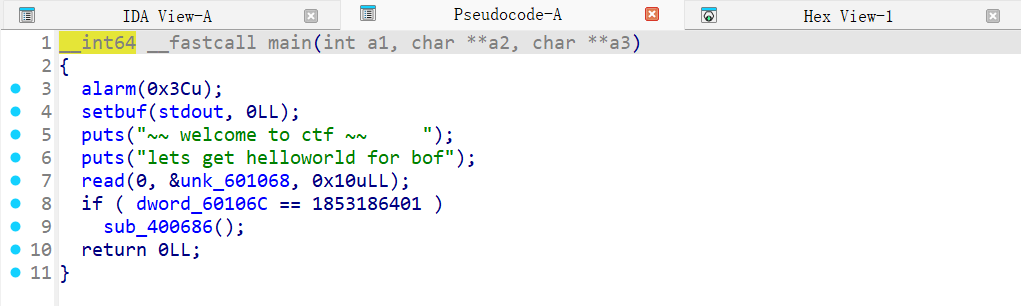 IDA View-A Pseudocode-A Hex View-1
1 __int64 __fastcall main(int a1, char **a2, char **a3)
2 {
3 alarm(0x3Cu);
4 setbuf(stdout, 0LL);
5 puts("~~ welcome to ctf ~~     ");
6 puts("lets get helloworld for bof");
7 read(0, &unk_601068, 0x10uLL);
8 if ( dword_60106C == 1853186401 )
9 sub_400686();
10 return 0LL;
11 }